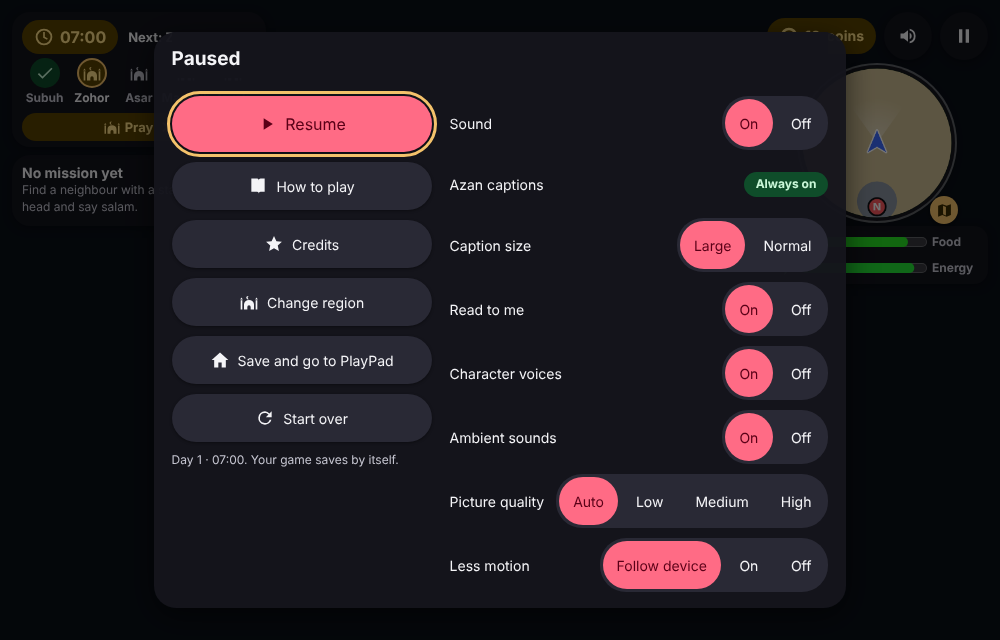 07:00
Next:
coins
Subuh
Zohor
Asar
Pray
No mission yet
Find a neighbour with a
head and say salam.
Paused
Resume
How to play
Credits
Change region
Save and go to PlayPad
Start over
Day 1 · 07:00. Your game saves by itself.
Sound
On
Off
Azan captions
Always on
Caption size
Large
Normal
Read to me
On
Off
Character voices
On
Off
Ambient sounds
On
Off
Picture quality
Auto
Low
Medium
High
Less motion
Follow device
On
Off
N
Food
Energy